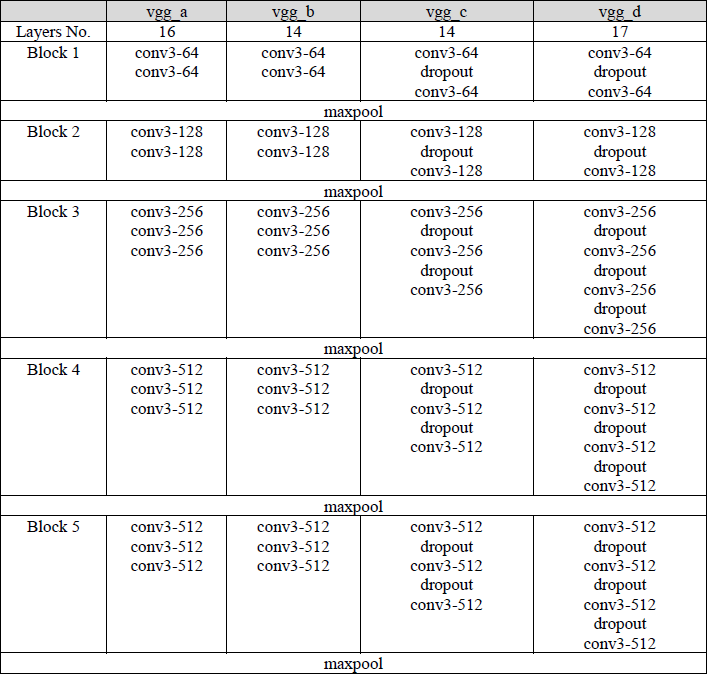 vgg_a vgg_b vgg_c vgg_d
Layers No. 16 14 14 17
Block 1 conv3-64 conv3-64 conv3-64 conv3-64
conv3-64 conv3-64 dropout dropout
conv3-64 conv3-64
maxpool
Block 2 conv3-128 conv3-128 conv3-128 conv3-128
conv3-128 conv3-128 dropout dropout
conv3-128 conv3-128
maxpool
Block 3 conv3-256 conv3-256 conv3-256 conv3-256
conv3-256 conv3-256 dropout dropout
conv3-256 conv3-256 conv3-256 conv3-256
dropout dropout
conv3-256 conv3-256
dropout
conv3-256
maxpool
Block 4 conv3-512 conv3-512 conv3-512 conv3-512
conv3-512 conv3-512 dropout dropout
conv3-512 conv3-512 conv3-512 conv3-512
dropout dropout
conv3-512 conv3-512
dropout
conv3-512
maxpool
Block 5 conv3-512 conv3-512 conv3-512 conv3-512
conv3-512 conv3-512 dropout dropout
conv3-512 conv3-512 conv3-512 conv3-512
dropout dropout
conv3-512 conv3-512
dropout
conv3-512
maxpool